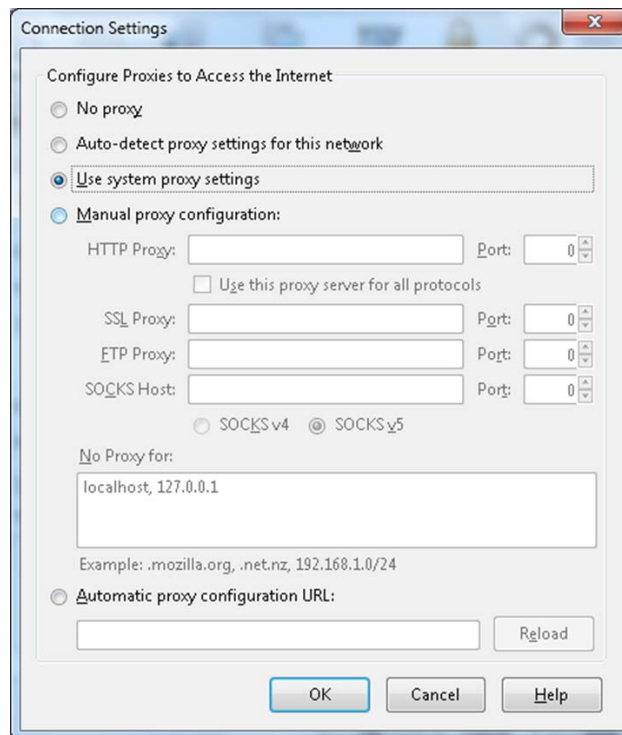 Connection Settings
Configure Proxies to Access the Internet
No proxy
Auto-detect proxy settings for this network
Use system proxy settings
Manual proxy configuration:
HTTP Proxy: Port: 0
Use this proxy server for all protocols
SSL Proxy: Port: 0
FTP Proxy: Port: 0
SOCKS Host: Port: 0
SOCKS v4 SOCKS v5
No Proxy for:
localhost, 127.0.0.1
Example: .mozilla.org, .net.nz, 192.168.1.0/24
Automatic proxy configuration URL:
Reload
OK Cancel Help